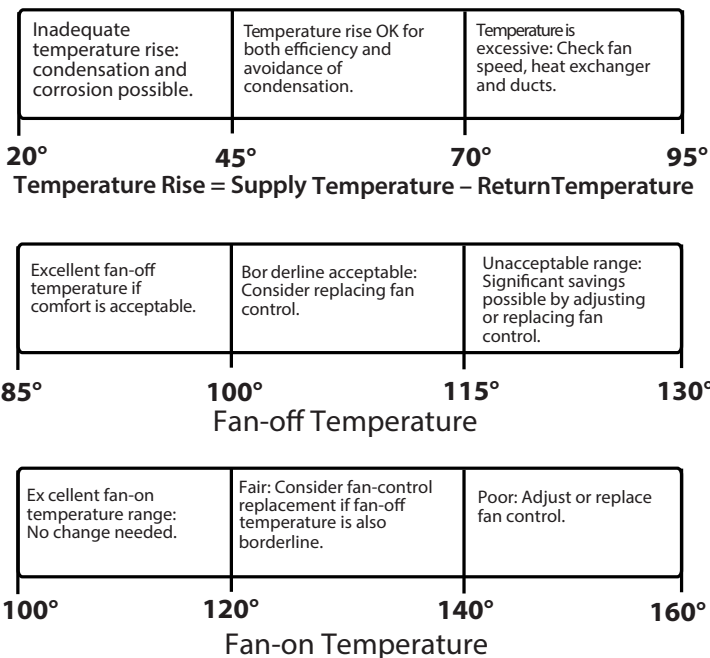 Inadequate
temperature rise:
condensation and
corrosion possible.
Temperature rise OK for
both efficiency and
avoidance of
condensation.
Temperature is
excessive: Check fan
speed, heat exchanger
and ducts.
20° 45° 70° 95°
Temperature Rise = Supply Temperature – ReturnTemperature
Excellent fan-off
temperature if
comfort is acceptable.
Bor derline acceptable:
Consider replacing fan
control.
Unacceptable range:
Significant savings
possible by adjusting
or replacing fan
control.
85° 100° 115° 130°
Fan-off Temperature
Ex cellent fan-on
temperature range:
No change needed.
Fair: Consider fan-control
replacement if fan-off
temperature is also
borderline.
Poor: Adjust or replace
fan control.
100° 120° 140° 160°
Fan-on Temperature